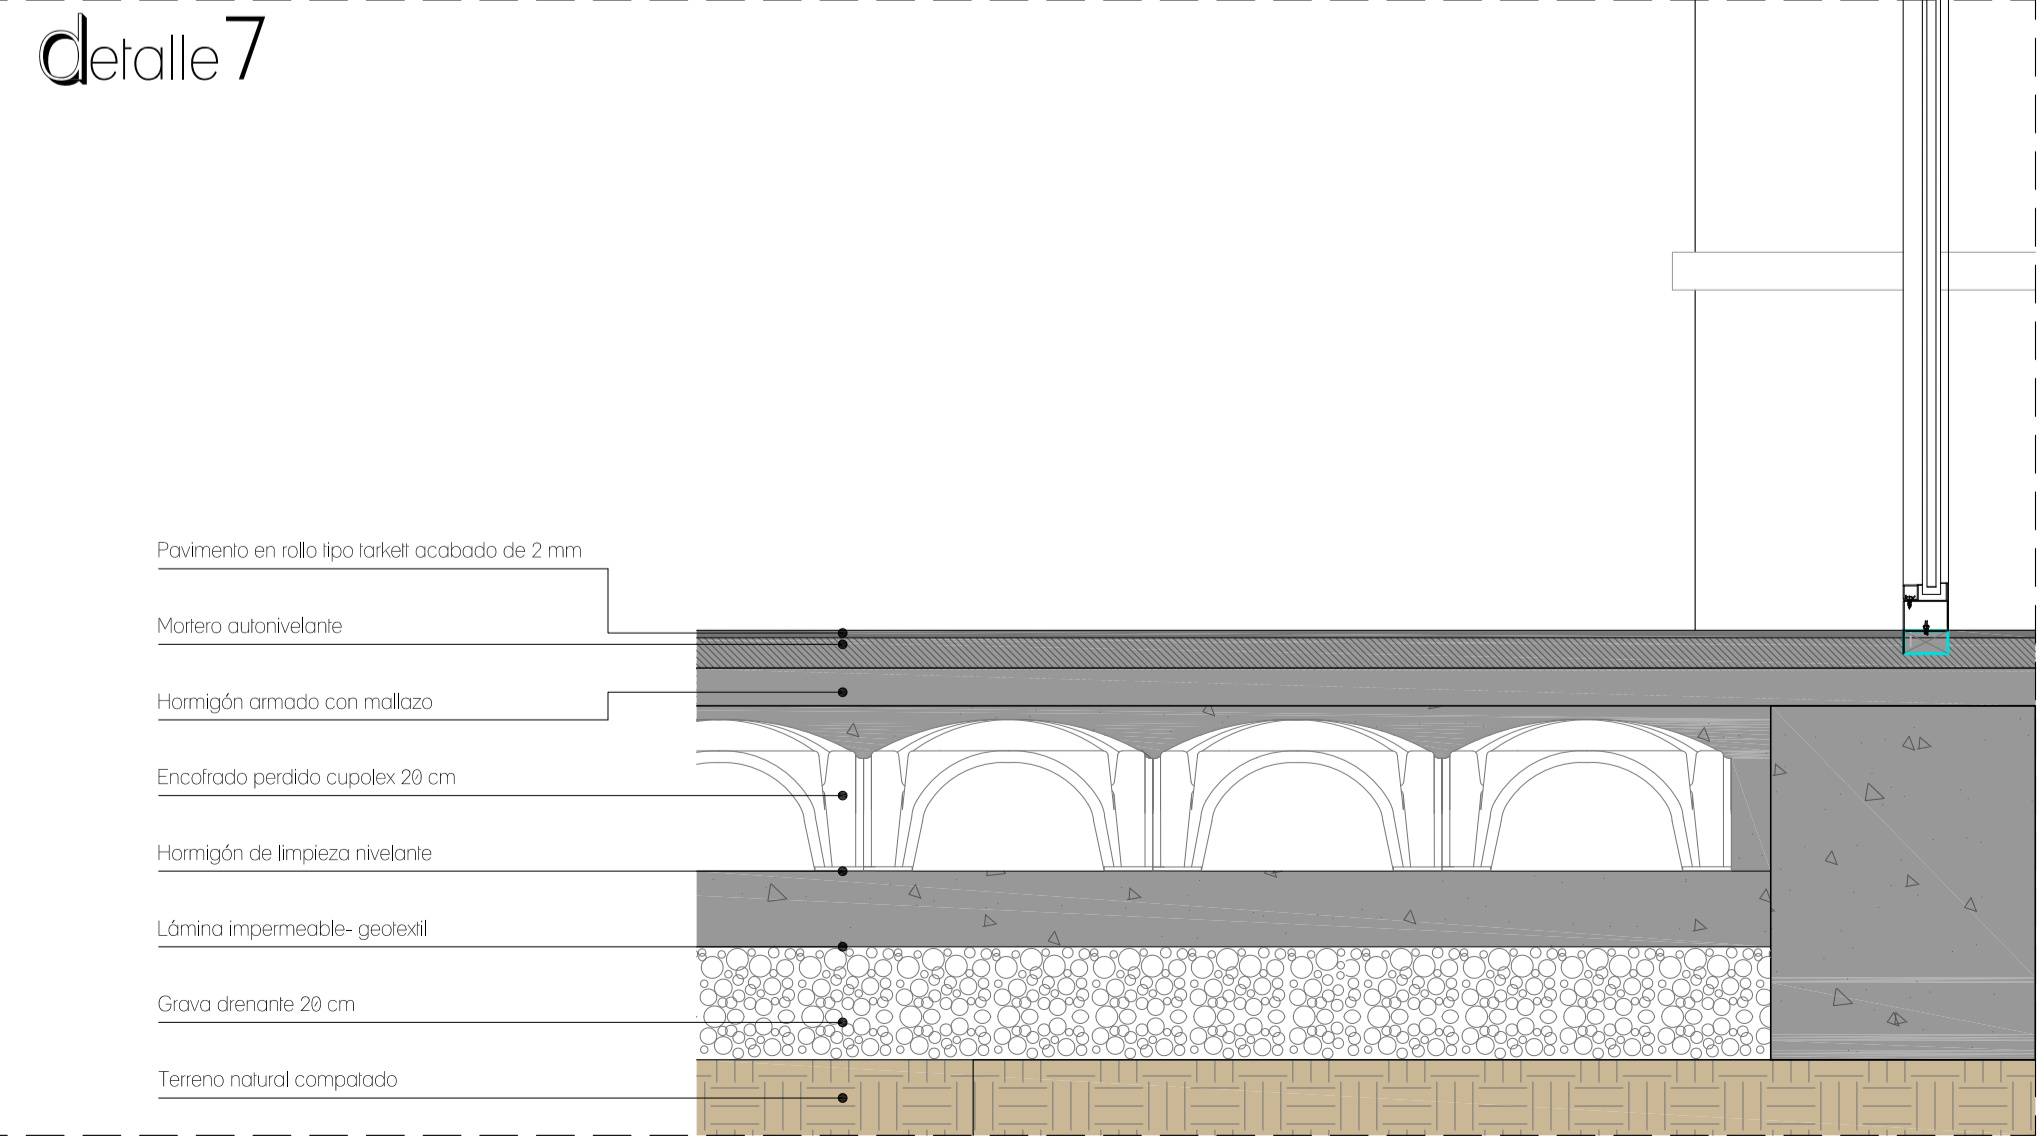 detalle 7
Pavimento en rollo tipo tarkett acabado de 2 mm
Mortero autonivelante
Hormigón armado con mallazo
Encofrado perdido cupolex 20 cm
Hormigón de limpieza nivelante
Lámina impermeable- geotextil
Grava drenante 20 cm
Terreno natural compatado